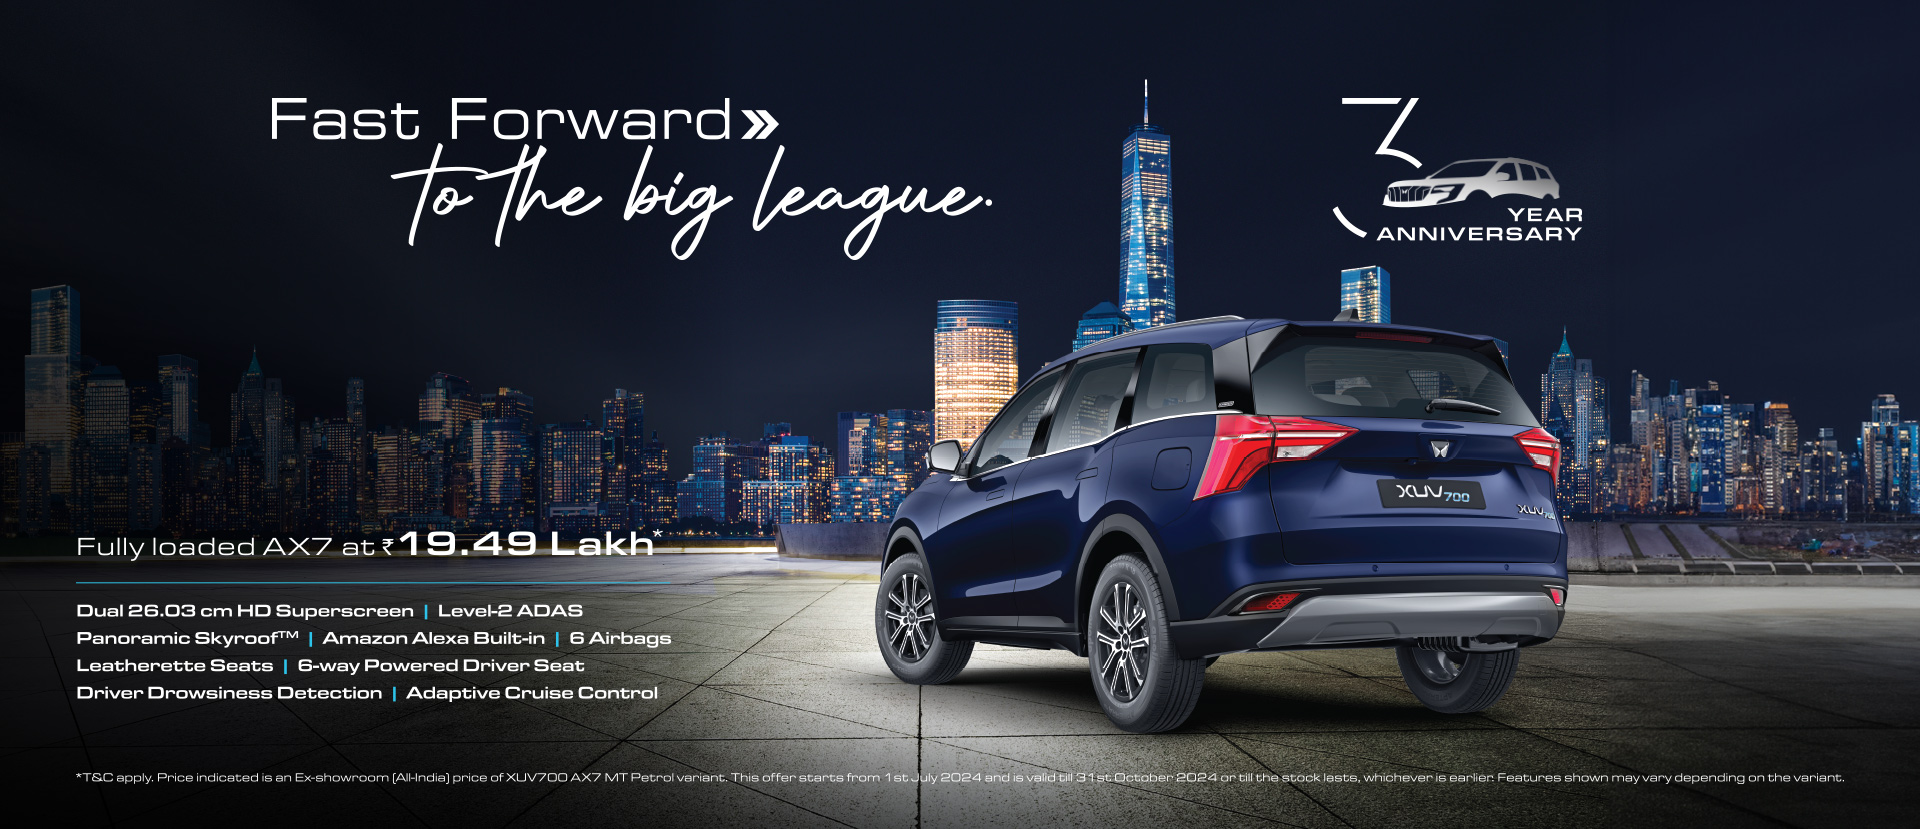 Fast Forward»
to the big league.
3
YEAR
ANNIVERSARY
XUV700
XUV700
Fully loaded AX7 at ₹19.49 Lakh*
Dual 26.03 cm HD Superscreen | Level-2 ADAS
Panoramic Skyroof™ | Amazon Alexa Built-in | 6 Airbags
Leatherette Seats | 6-way Powered Driver Seat
Driver Drowsiness Detection | Adaptive Cruise Control
*T&C apply. Price indicated is an Ex-showroom (All-India) price of XUV700 AX7 MT Petrol variant. This offer starts from 1st July 2024 and is valid till 31st October 2024 or till the stock lasts, whichever is earlier. Features shown may vary depending on the variant.